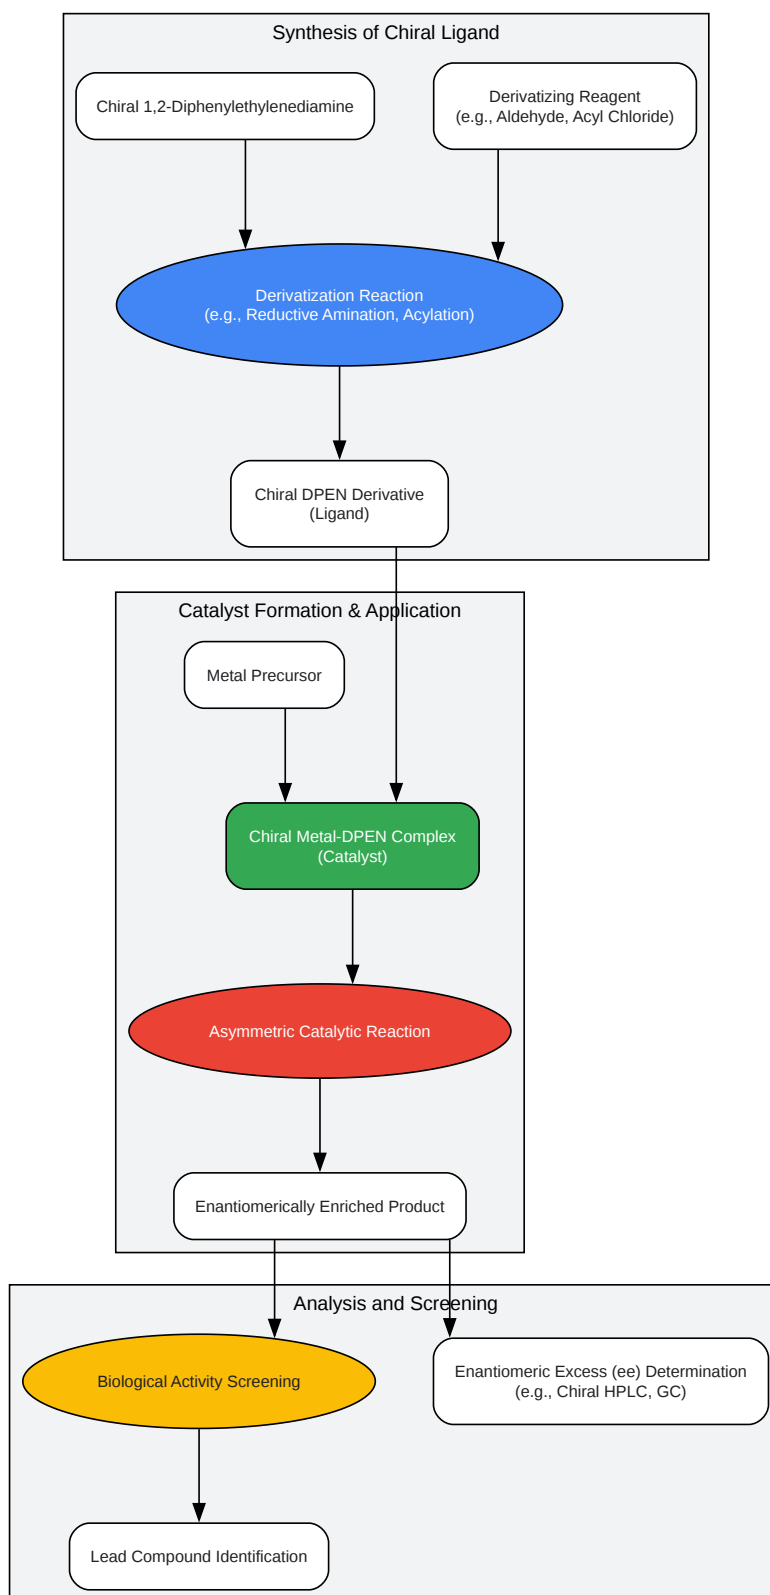 Synthesis of Chiral Ligand
Chiral 1,2-Diphenylethylenediamine
Derivatizing Reagent
(e.g., Aldehyde, Acyl Chloride)
Derivatization Reaction
(e.g., Reductive Amination, Acylation)
Chiral DPEN Derivative
(Ligand)
Catalyst Formation & Application
Metal Precursor
Chiral Metal-DPEN Complex
(Catalyst)
Asymmetric Catalytic Reaction
Enantiomerically Enriched Product
Analysis and Screening
Biological Activity Screening
Enantiomeric Excess (ee) Determination
(e.g., Chiral HPLC, GC)
Lead Compound Identification